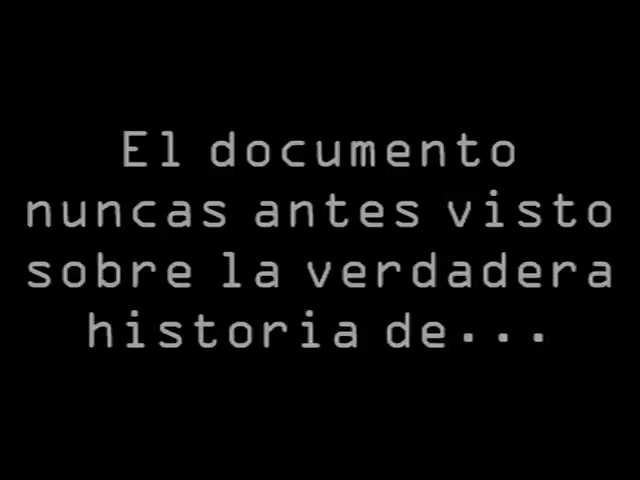 El documento
nuncas antes visto
sobre la verdadera
historia de...